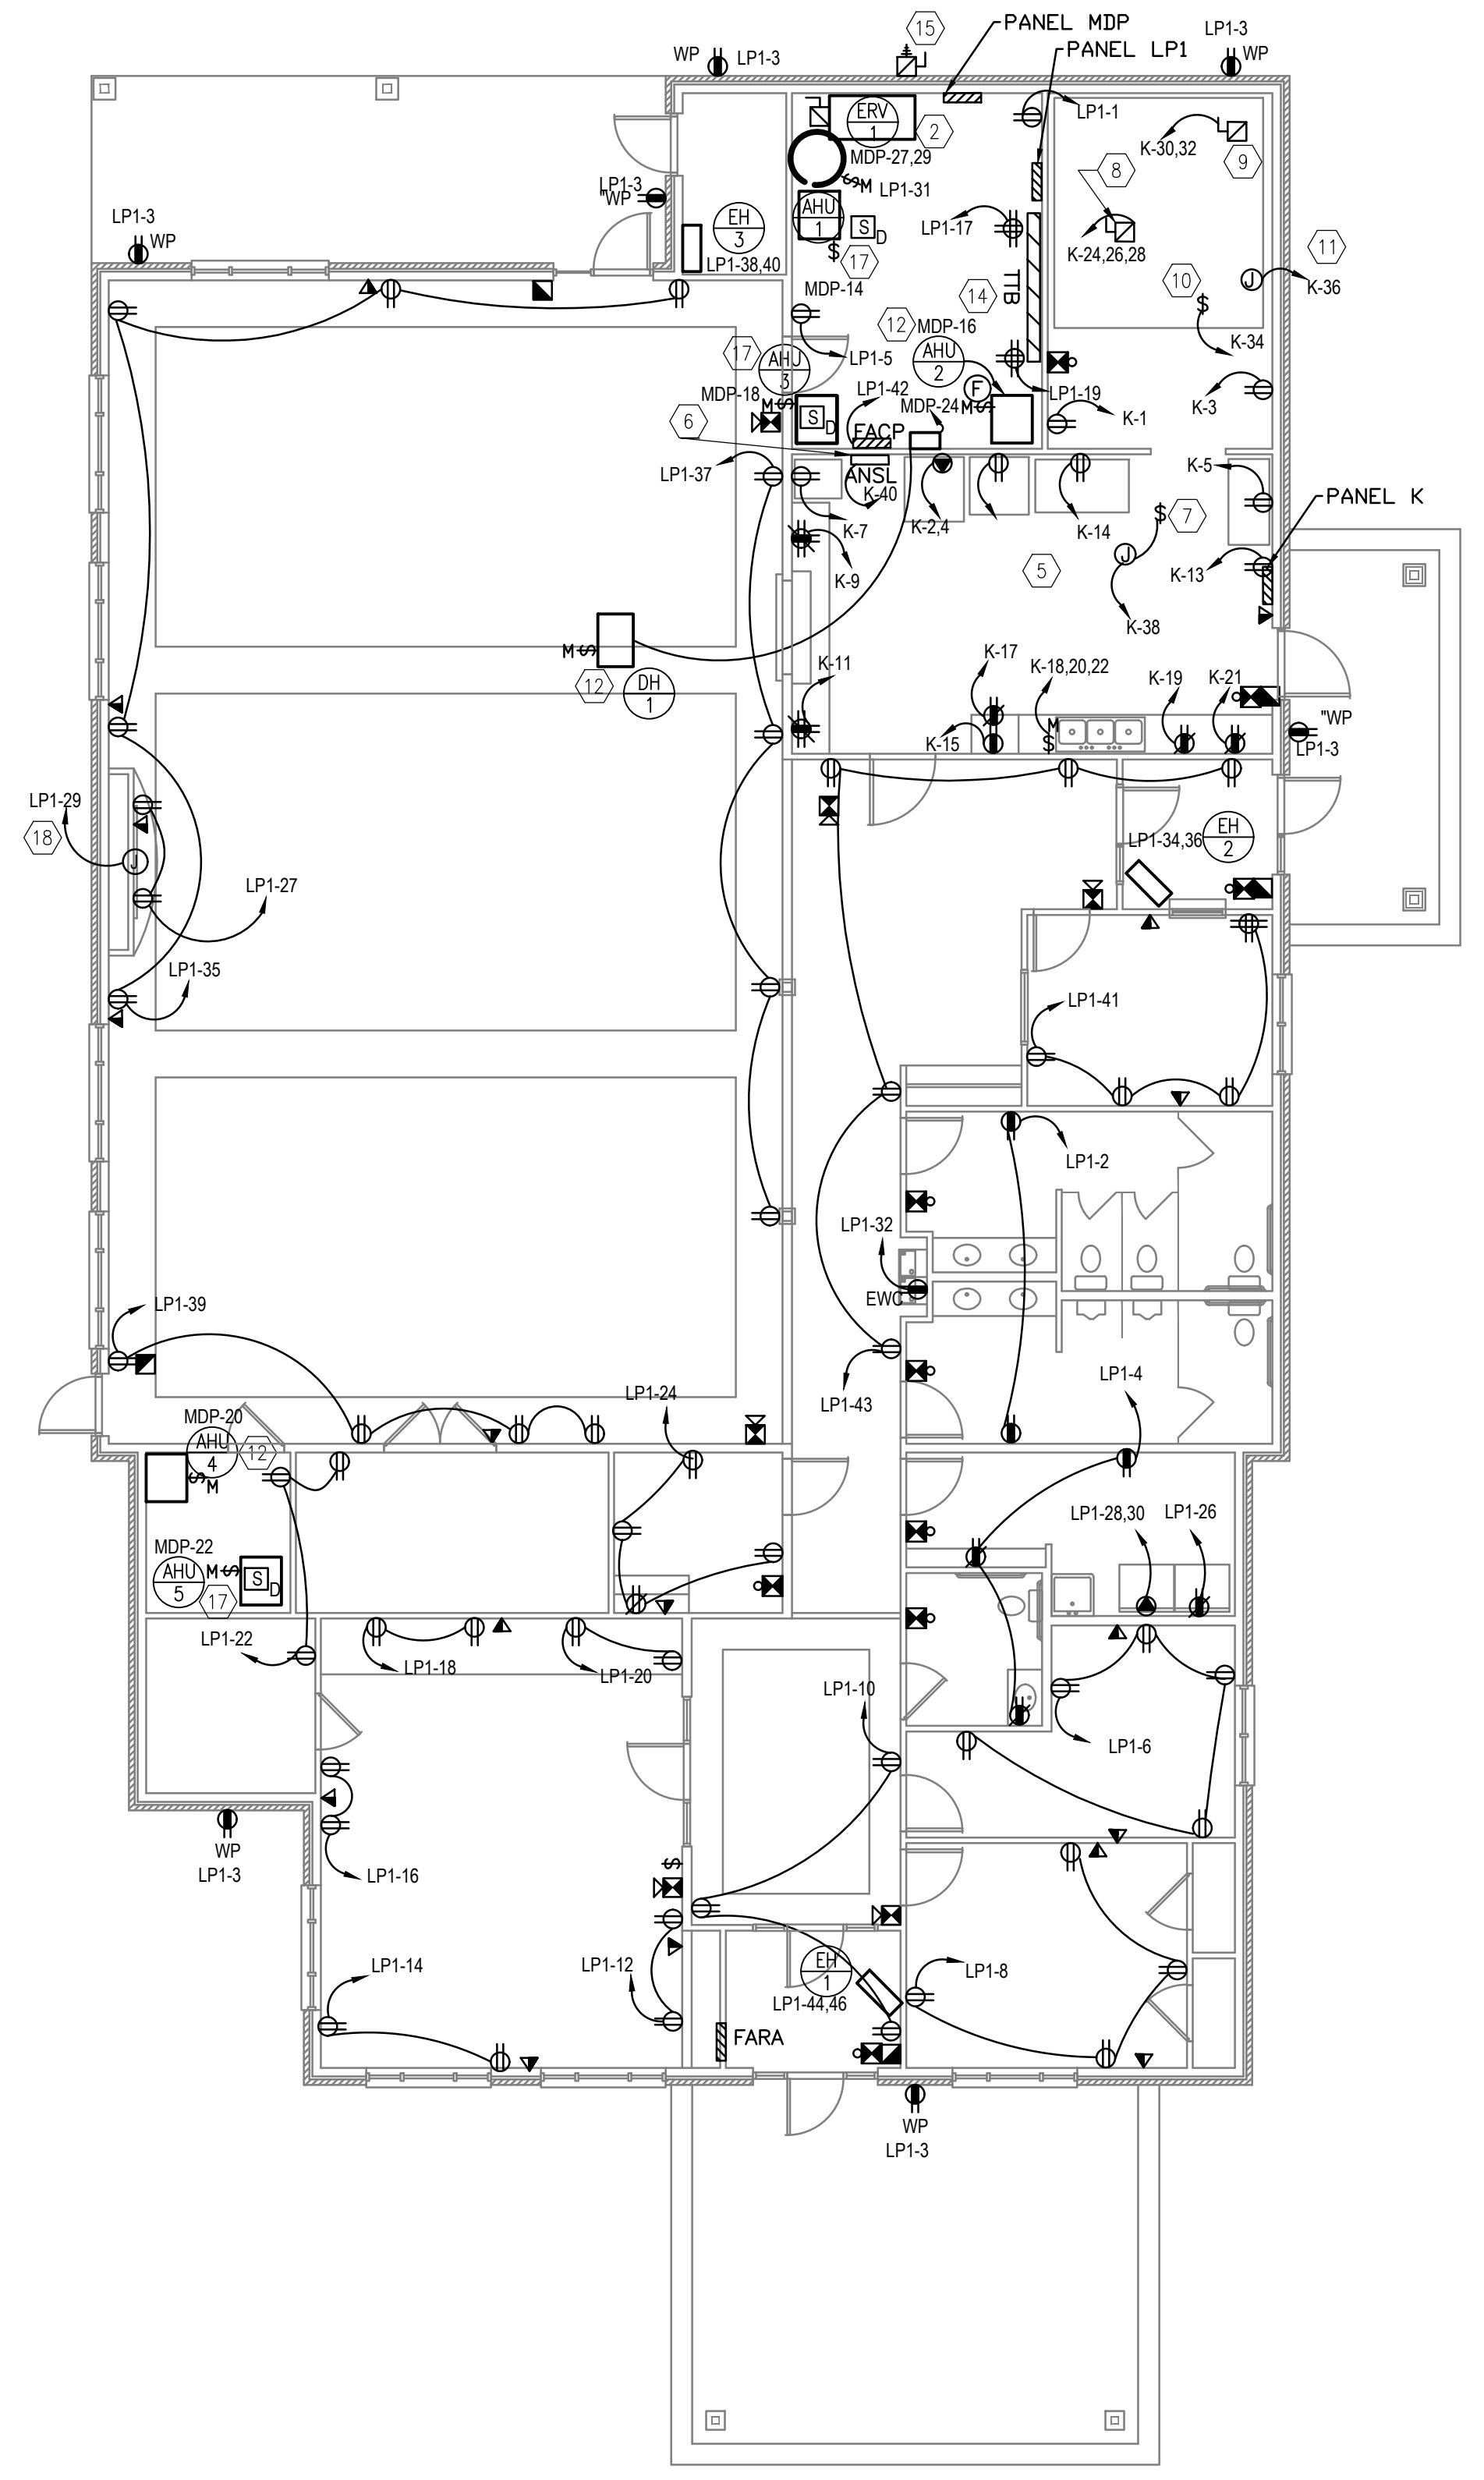 15
PANEL MDP
LP1-3
WP
LP1-3
WP
PANEL LP1
ERV
1
2
LP1-1
K-30,32
9
8
MDP-27,29
M
LP1-31
LP1-3
"WP
LP1-3
WP
EH
3
LP1-38,40
AHU
1
S
D
$
17
LP1-17
K-24,26,28
11
10
J
K-36
MDP-14
14
TTB
$
K-34
12
MDP-16
AHU
2
17
AHU
3
LP1-5
MDP-18
M
$
S
D
LP1-42
MDP-24
F
M
$
LP1-19
K-3
K-1
6
FACP
LP1-37
ANSL
K-40
K-5
PANEL K
K-7
K-2,4
K-14
$
7
K-9
5
J
K-13
K-38
M
$
12
DH
1
K-11
K-17
K-18,20,22
K-19
K-21
M
$
K-15
"WP
LP1-3
LP1-29
18
J
LP1-34,36
EH
2
LP1-27
LP1-35
LP1-41
LP1-2
LP1-32
EWC
LP1-39
LP1-4
LP1-24
LP1-43
MDP-20
AHU
4
12
$
M
LP1-28,30
LP1-26
MDP-22
AHU
5
M
$
S
D
17
LP1-22
LP1-18
LP1-20
LP1-10
LP1-6
WP
LP1-3
LP1-16
$
LP1-14
LP1-12
EH
1
LP1-44,46
LP1-8
FARA
WP
LP1-3